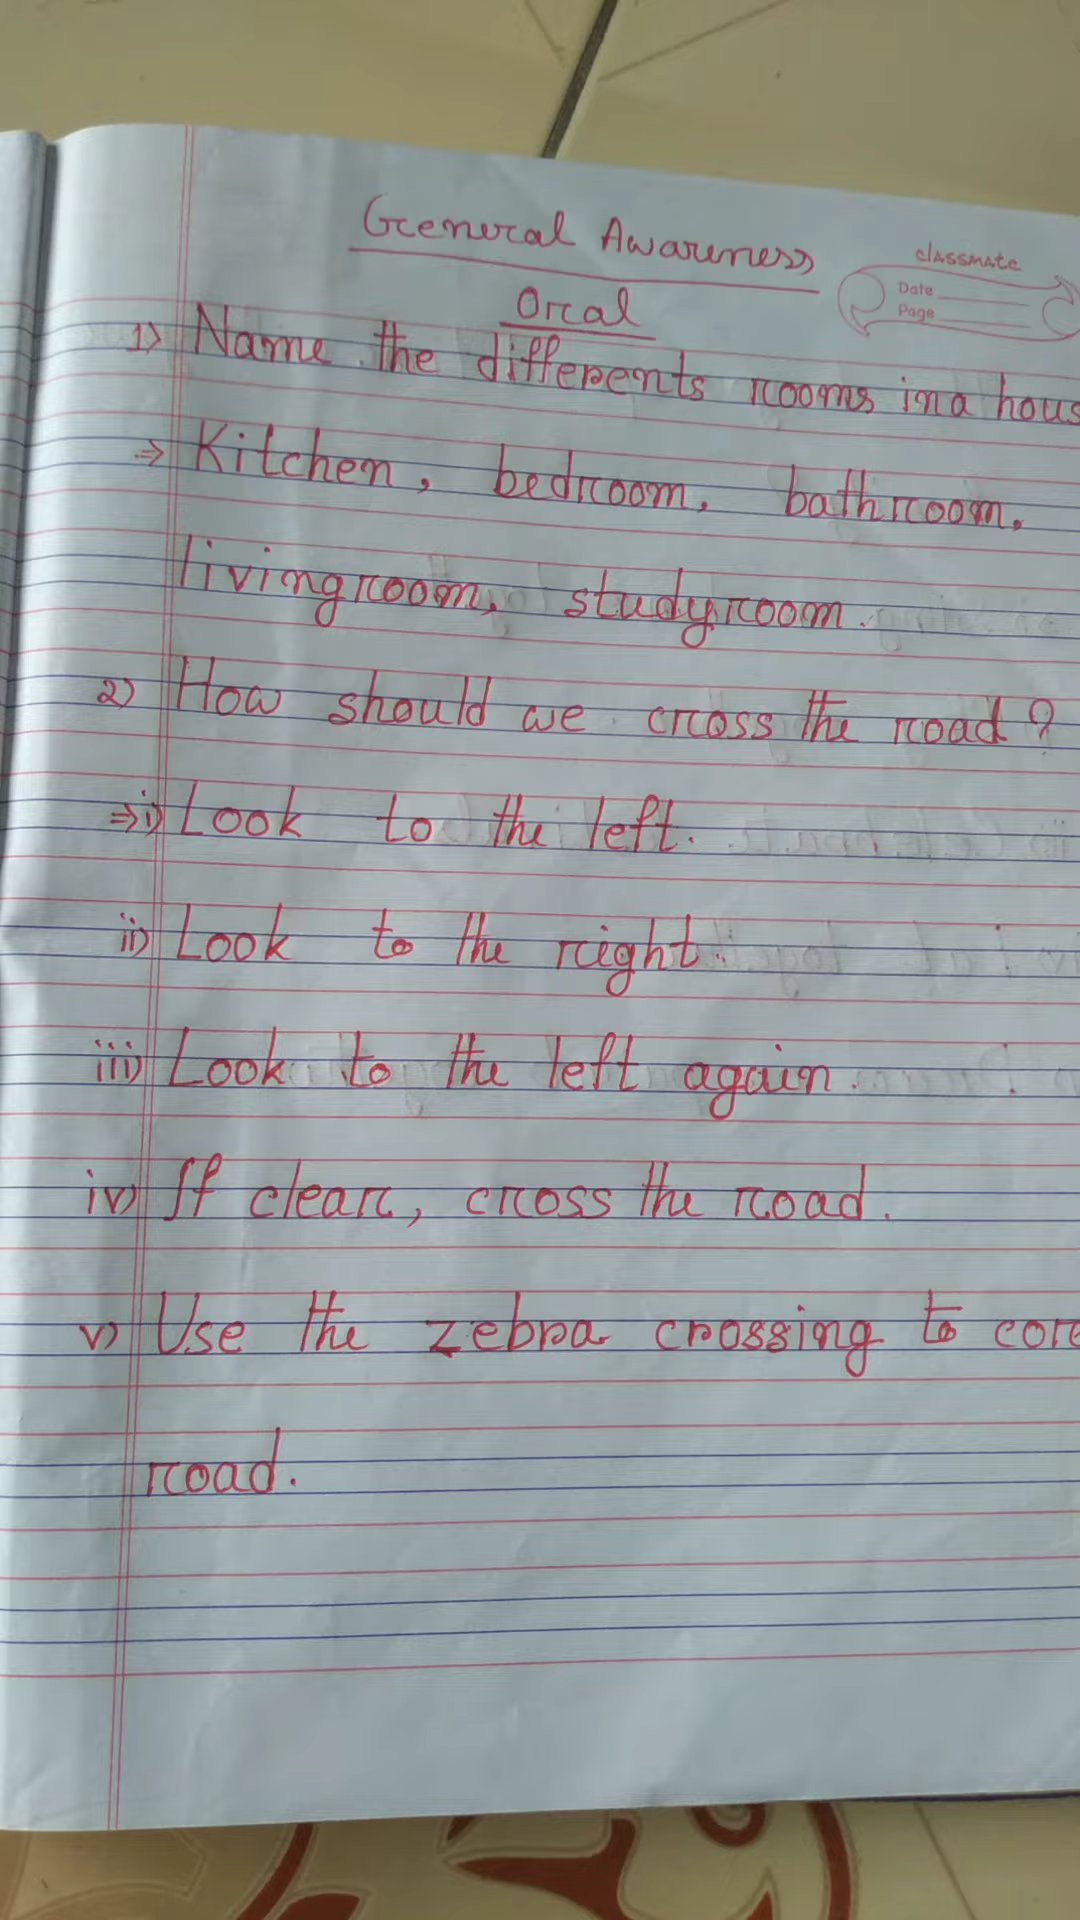 General Awareness
classmate
Date
Page
Oral
1) Name the differents rooms in a hous
⇒ Kitchen, bedroom, bathroom,
livingroom, studyroom.
2) How should we cross the road?
⇒ i) Look to the left.
ii) Look to the right.
iii) Look to the left again.
iv) If clear, cross the road.
v) Use the zebra crossing to
road.